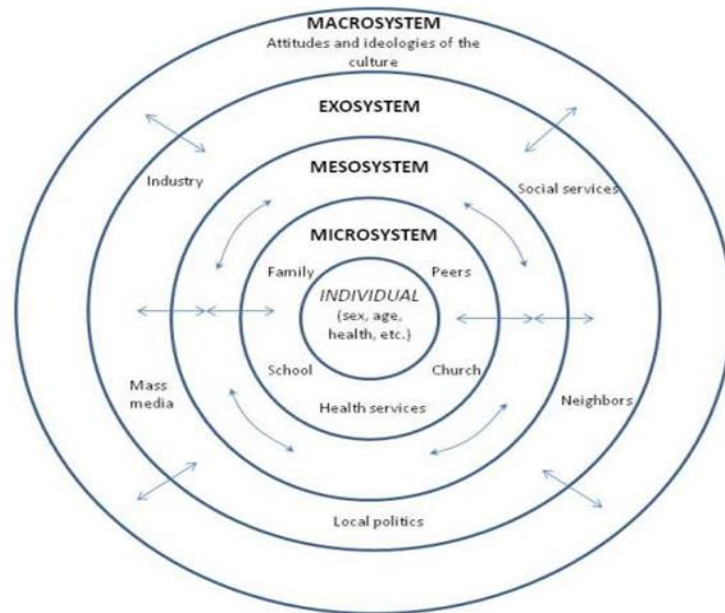 MACROSYSTEM
Attitudes and ideologies of the
culture
EXOSYSTEM
MESOSYSTEM
Industry
Social services
MICROSYSTEM
Family
Peers
INDIVIDUAL
(sex, age,
health, etc.}
School
Church
Mass
media
Health services
Neighbors
Local politics